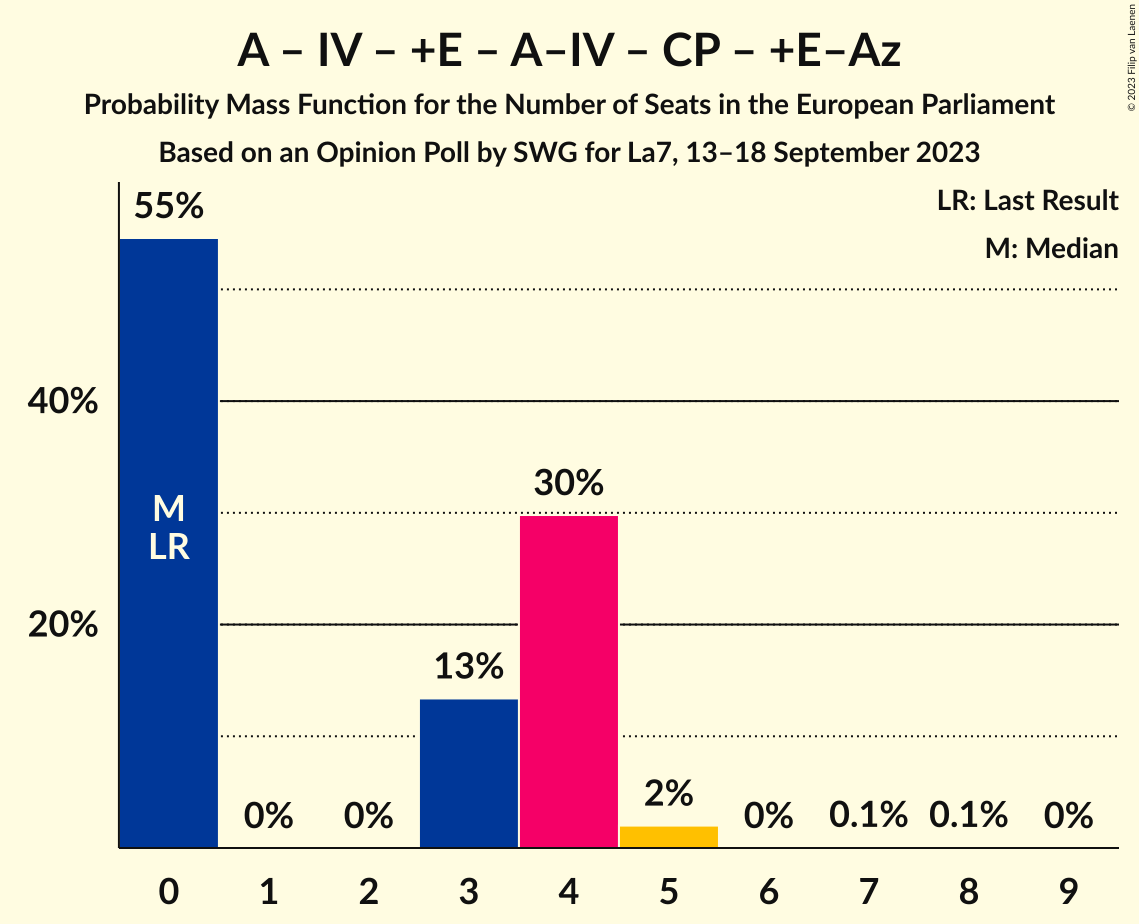 A – IV – +E – A–IV – CP – +E–Az
Probability Mass Function for the Number of Seats in the European Parliament
Based on an Opinion Poll by SWG for La7, 13–18 September 2023
© 2023 Filip van Laenen
LR: Last Result
M: Median
55%
40%
30%
M
LR
20%
13%
2%
0%
0%
0%
0.1%
0.1%
0%
0
1
2
3
4
5
6
7
8
9